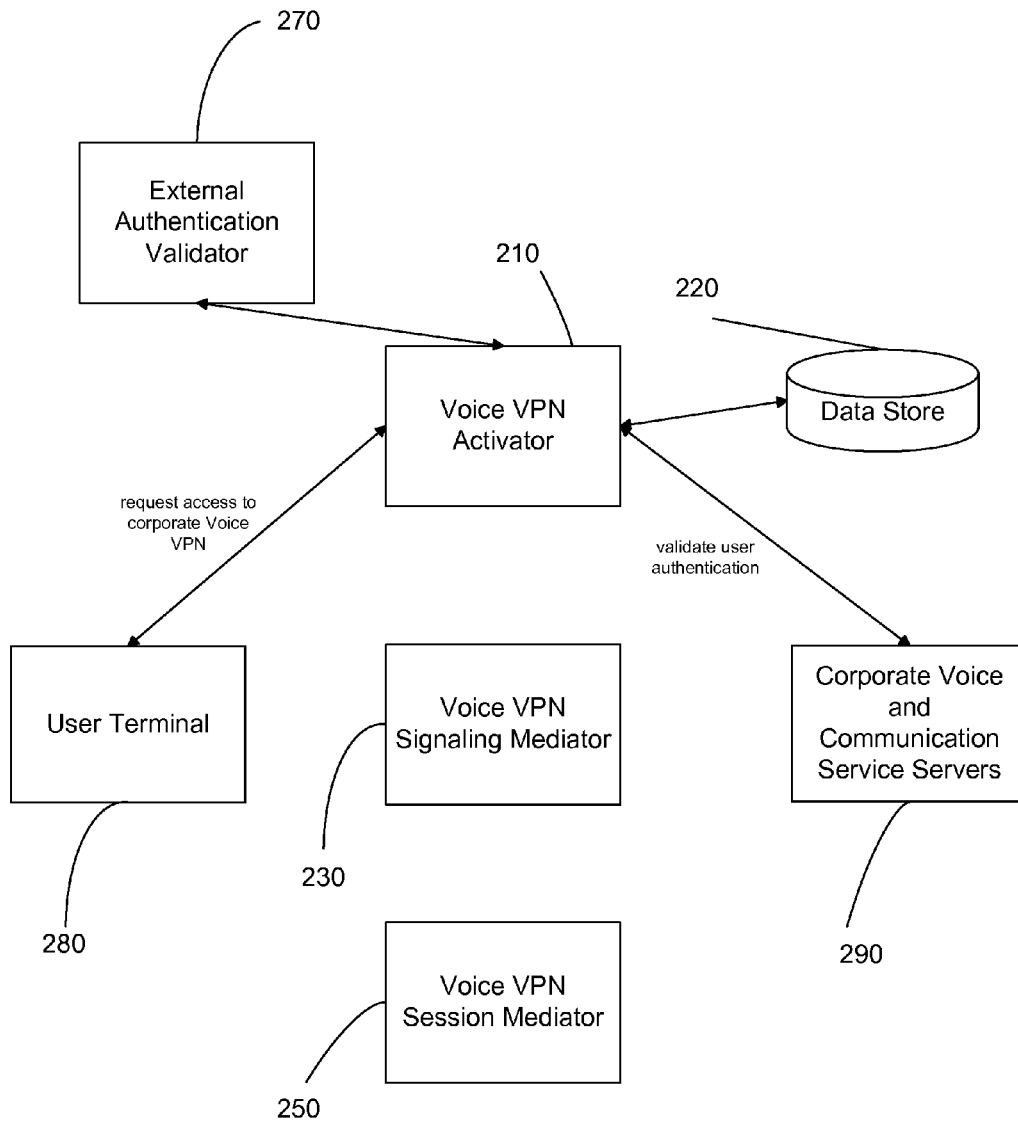 270
External
Authentication
Validator
210
220
Voice VPN
Activator
Data Store
request access to
corporate Voice
VPN
validate user
authentication
User Terminal
Voice VPN
Signaling Mediator
Corporate Voice
and
Communication
Service Servers
230
280
290
Voice VPN
Session Mediator
250